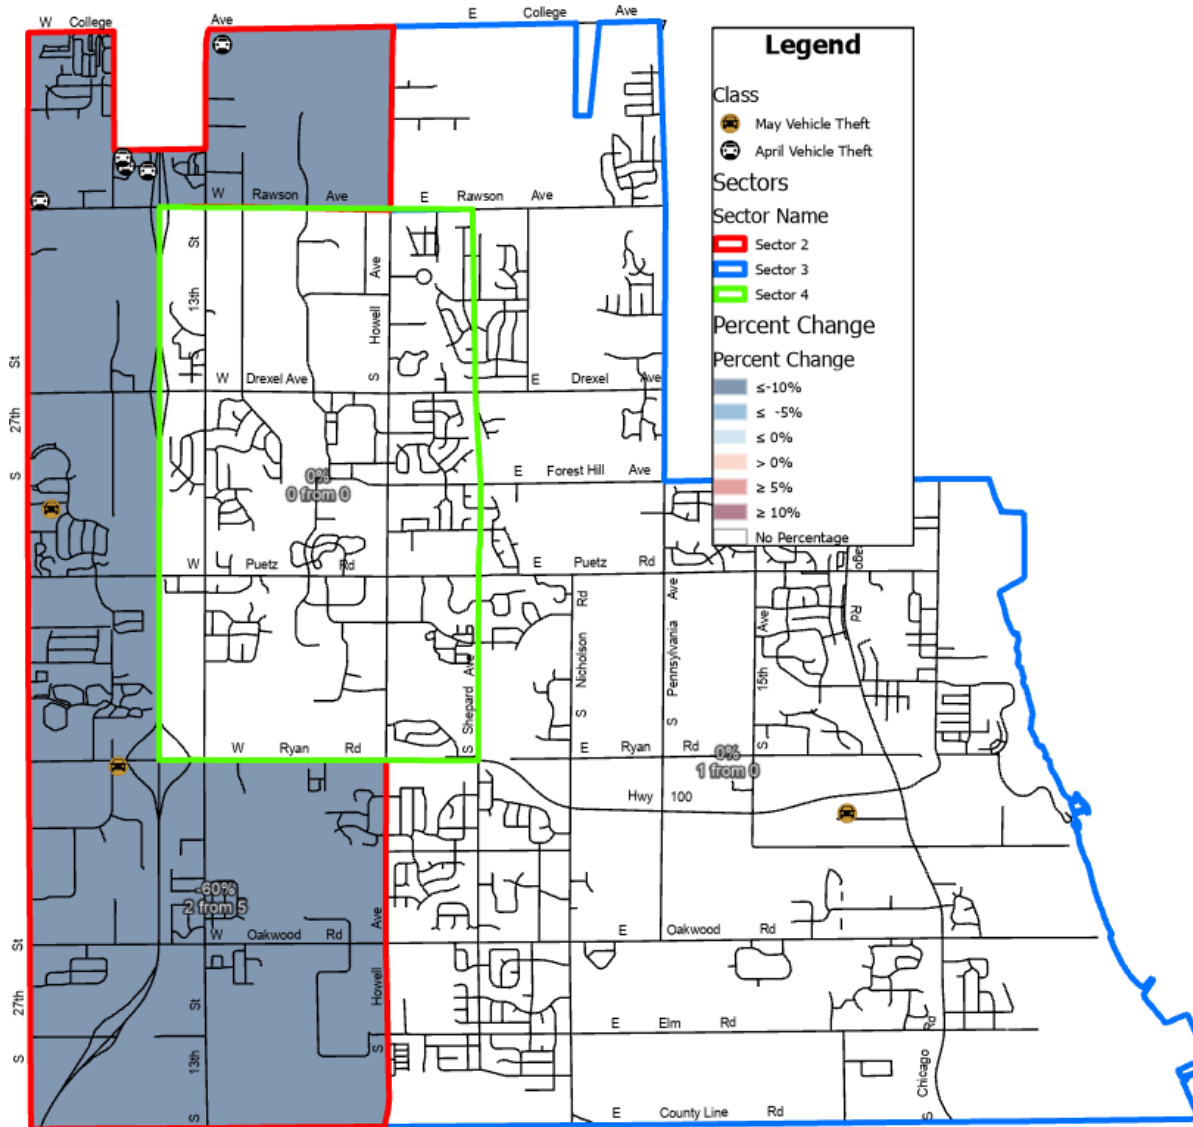 W College Ave
E College Ave
Legend
Class
May Vehicle Theft
April Vehicle Theft
Sectors
Sector Name
Sector 2
Sector 3
Sector 4
Percent Change
Percent Change
≤-10%
≤ -5%
≤ 0%
> 0%
≥ 5%
≥ 10%
No Percentage
W Rawson Ave
E Rawson Ave
S 27th St
13th St
S Howell Ave
W Drexel Ave
E Drexel Ave
0%
0 from 0
E Forest Hill Ave
W Puetz Rd
E Puetz Rd
S Nicholson Rd
S Pennsylvania Ave
S 15th Ave
Rd
S Shepard Ave
W Ryan Rd
E Ryan Rd
0%
1 from 0
Hwy 100
-60%
2 from 5
W Oakwood Rd
E Oakwood Rd
S 27th St
S 13th St
S Howell Ave
E Elm Rd
S Chicago Rd
E County Line Rd